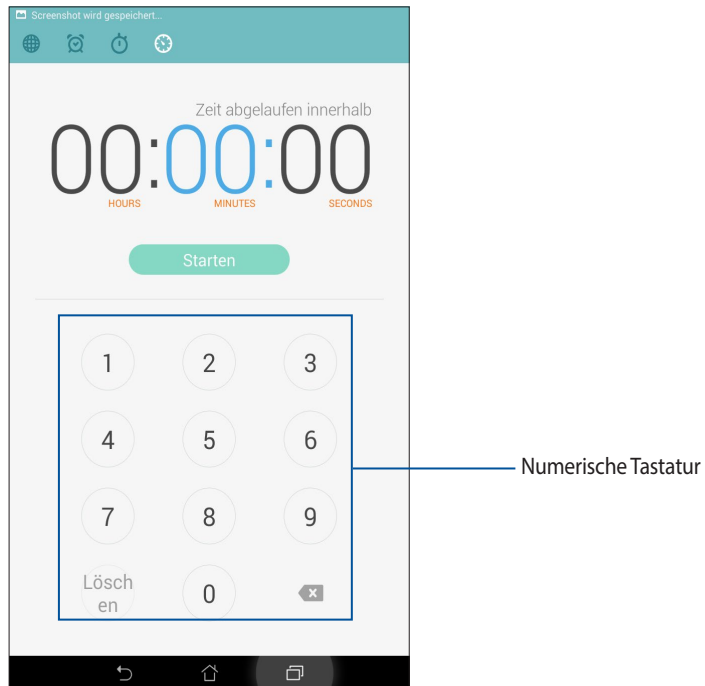 Screenshot wird gespeichert...
Zeit abgelaufen innerhalb
00:00:00
HOURS MINUTES SECONDS
Starten
1 2 3
4 5 6
Numerische Tastatur
7 8 9
Lösch
en
0